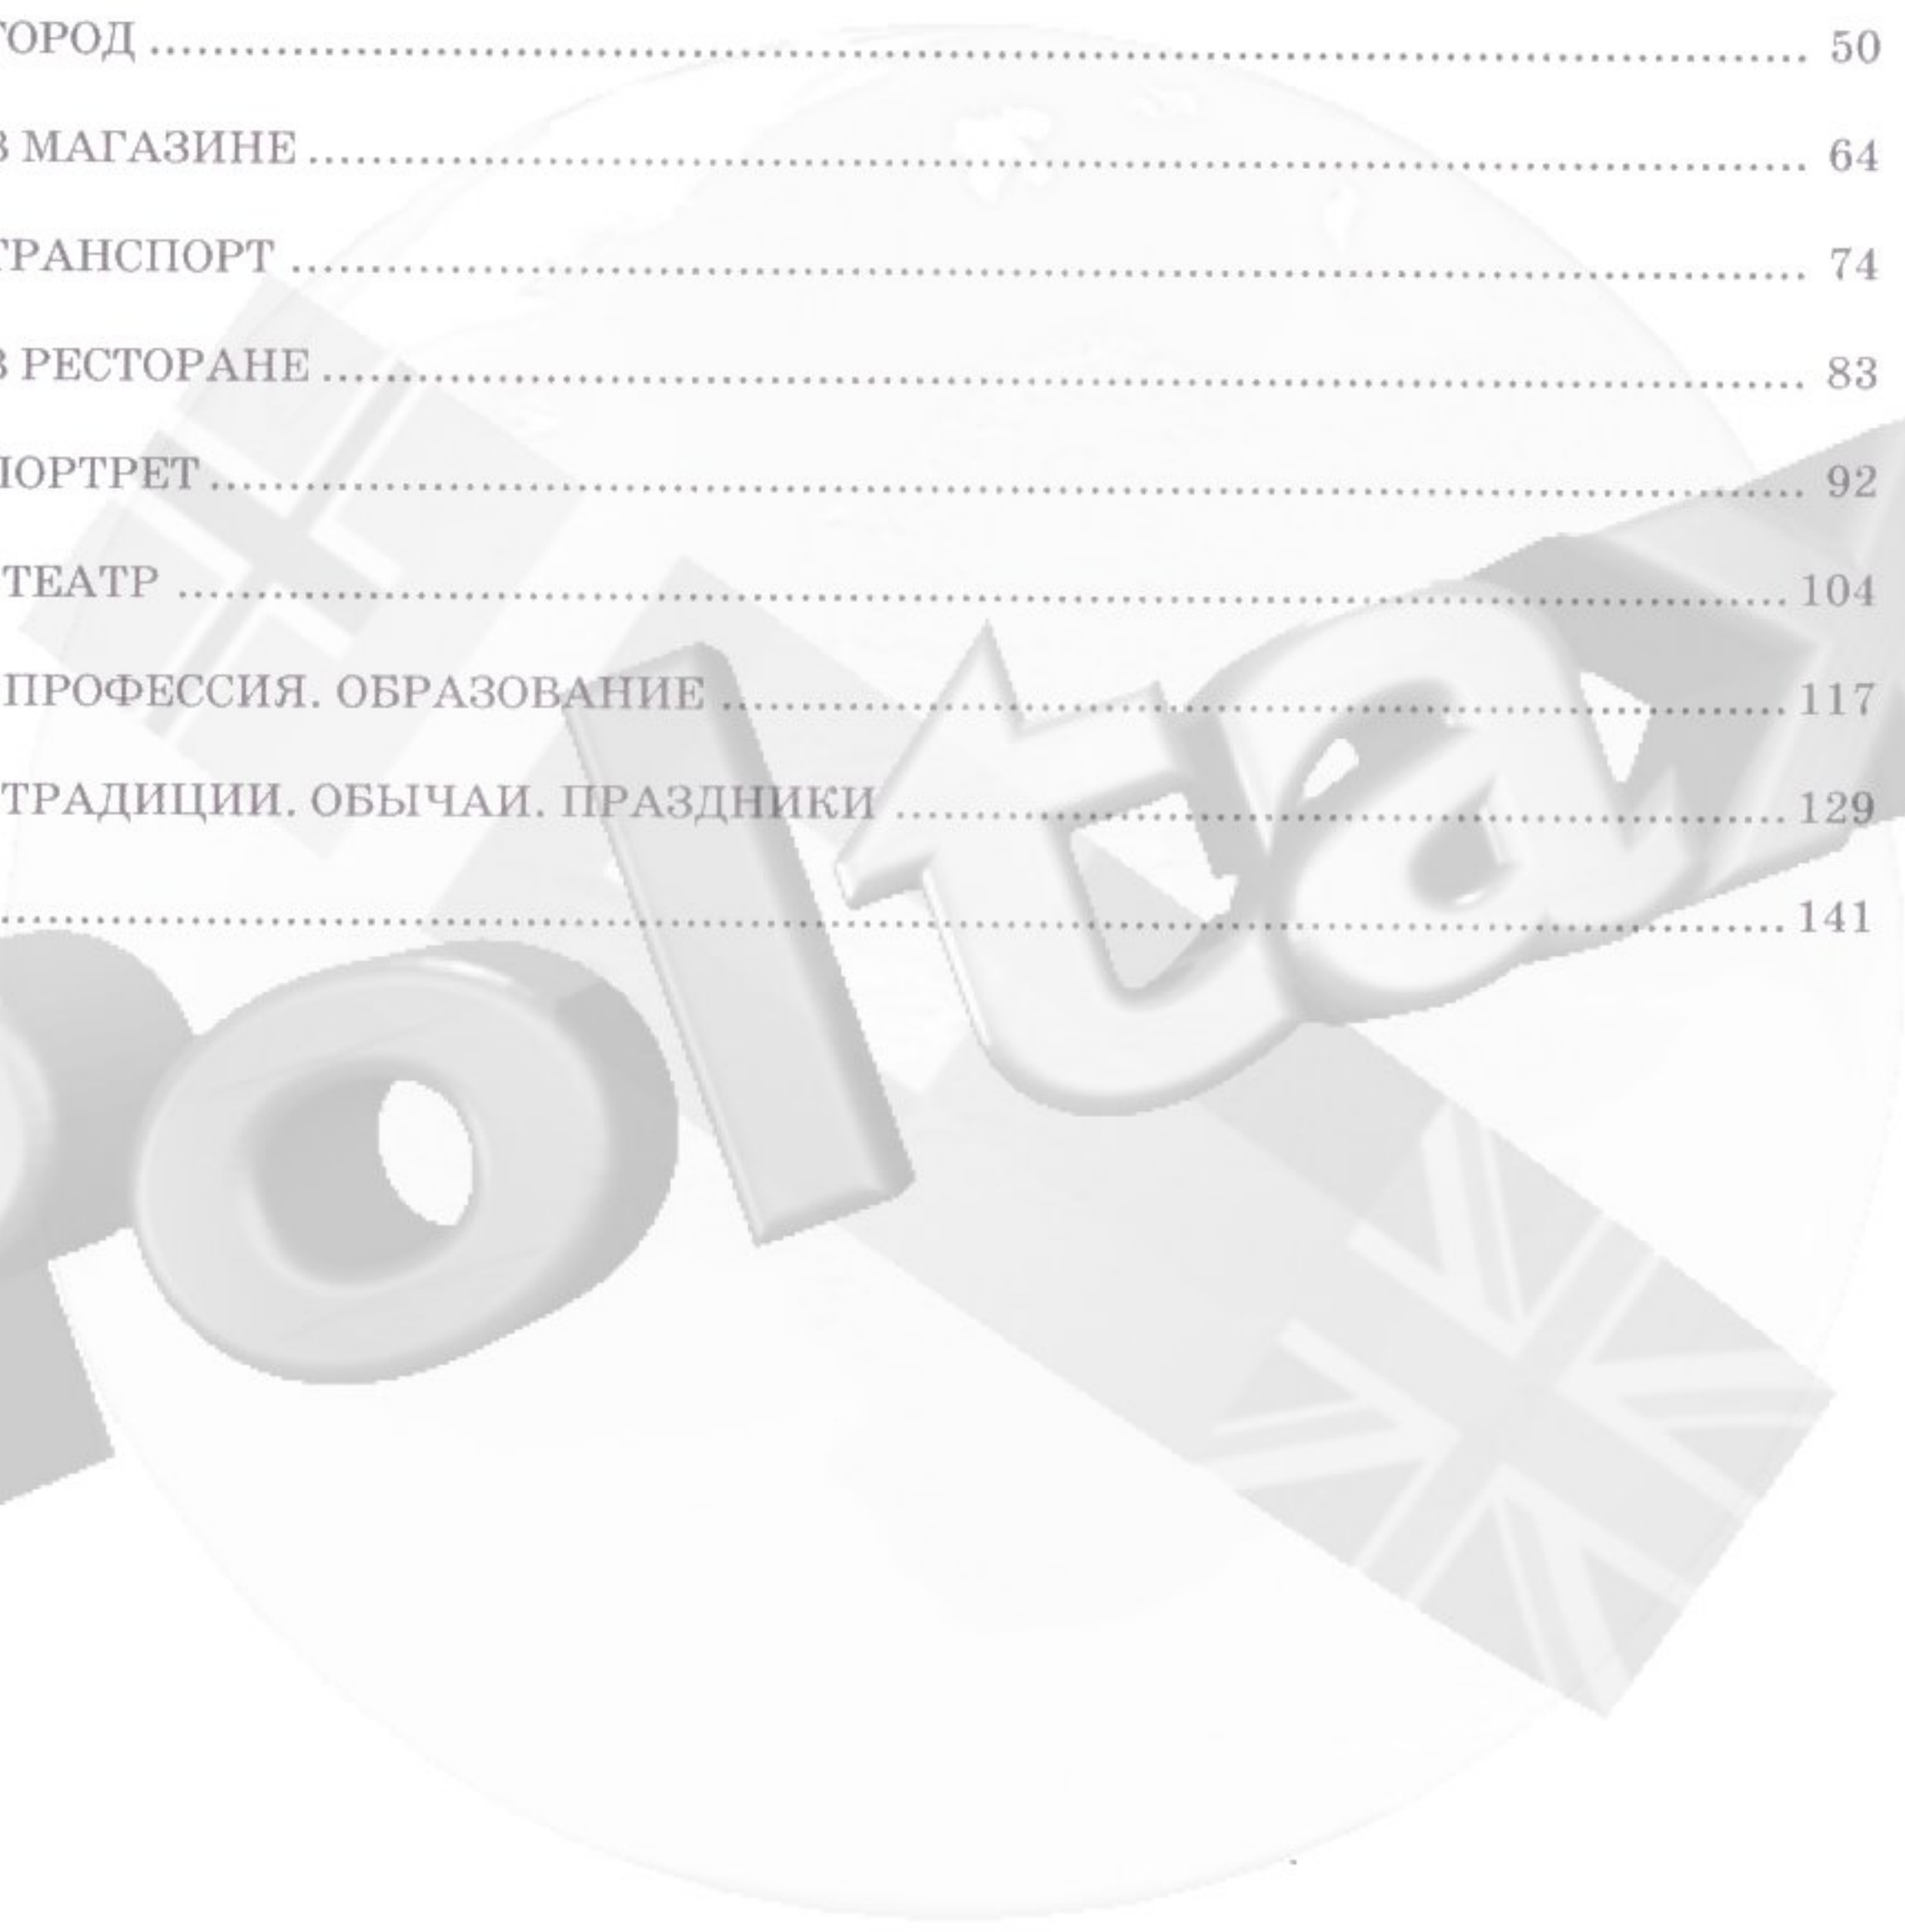 ГОРОД ........ 50
В МАГАЗИНЕ ........ 64
ТРАНСПОРТ ........ 74
В РЕСТОРАНЕ ........ 83
ПОРТРЕТ ........ 92
ТЕАТР ........ 104
ПРОФЕССИЯ. ОБРАЗОВАНИЕ ........ 117
ТРАДИЦИИ. ОБЫЧАИ. ПРАЗДНИКИ ........ 129
........ 141
olta